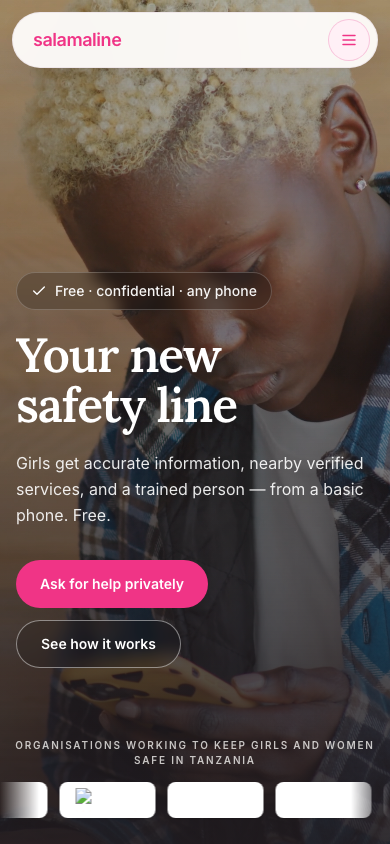 salamaline
Free · confidential · any phone
Your new
safety line
Girls get accurate information, nearby verified
services, and a trained person — from a basic
phone. Free.
Ask for help privately
See how it works
ORGANISATIONS WORKING TO KEEP GIRLS AND WOMEN
SAFE IN TANZANIA